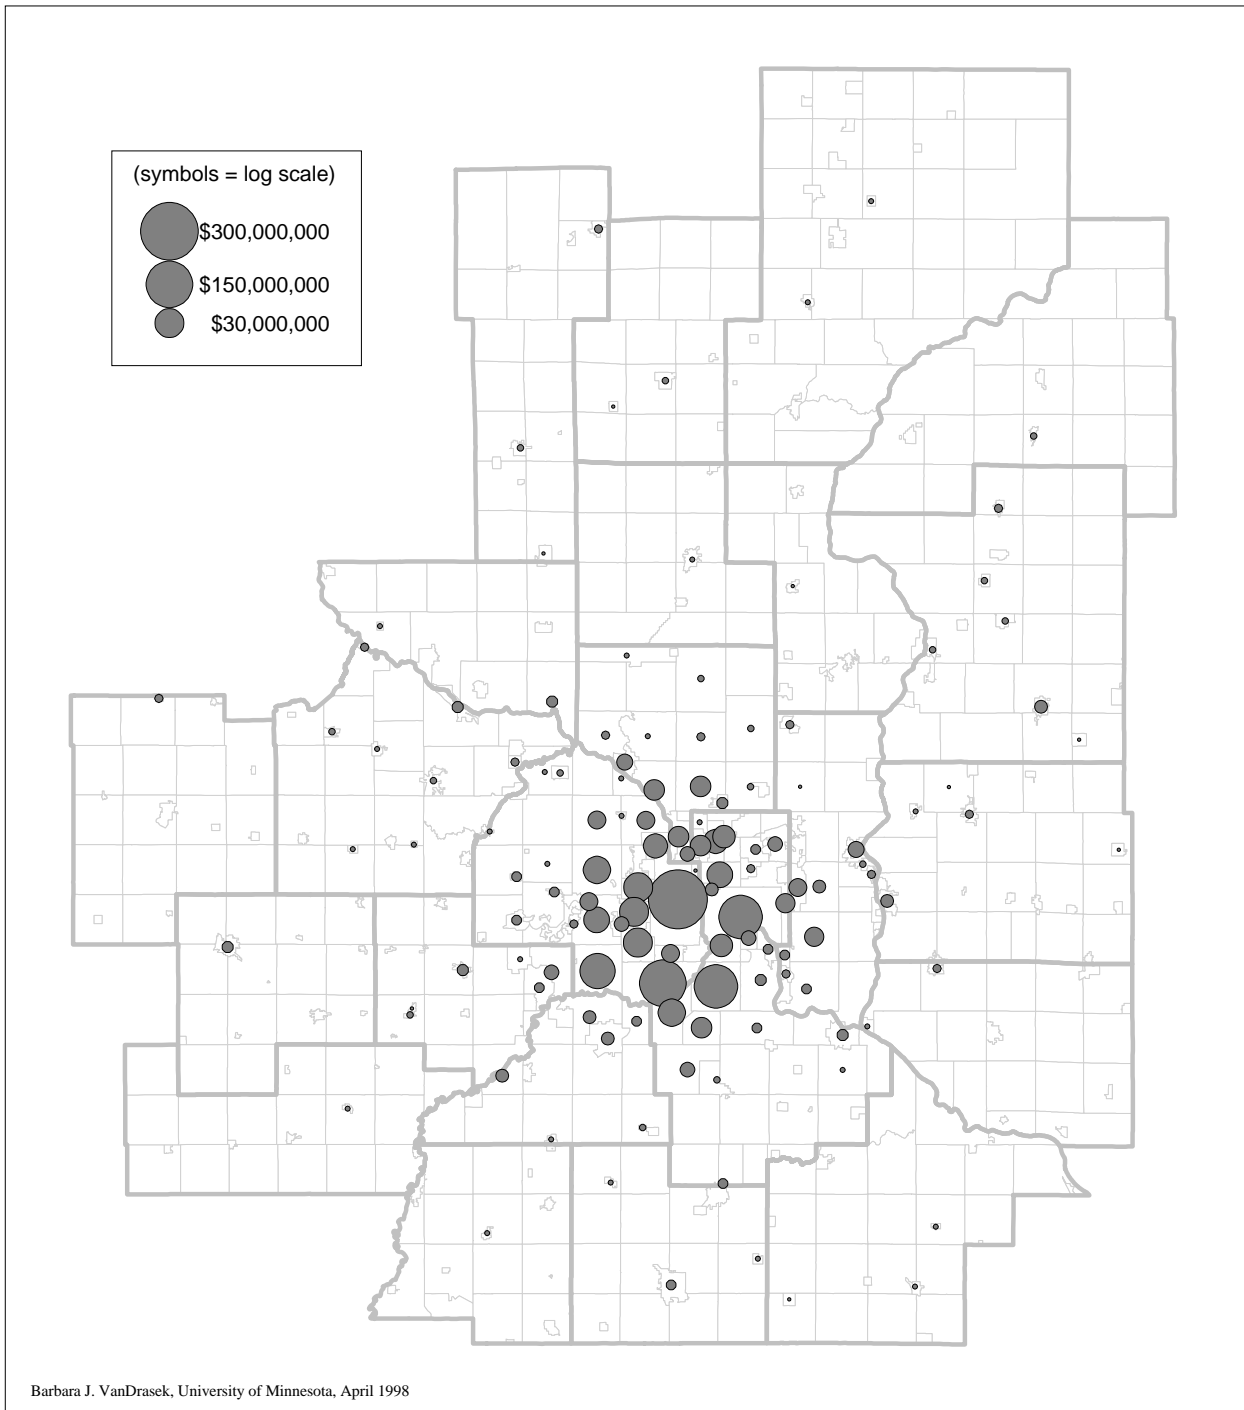 (symbols = log scale)
$300,000,000
$150,000,000
$30,000,000
Barbara J. VanDrasek, University of Minnesota, April 1998